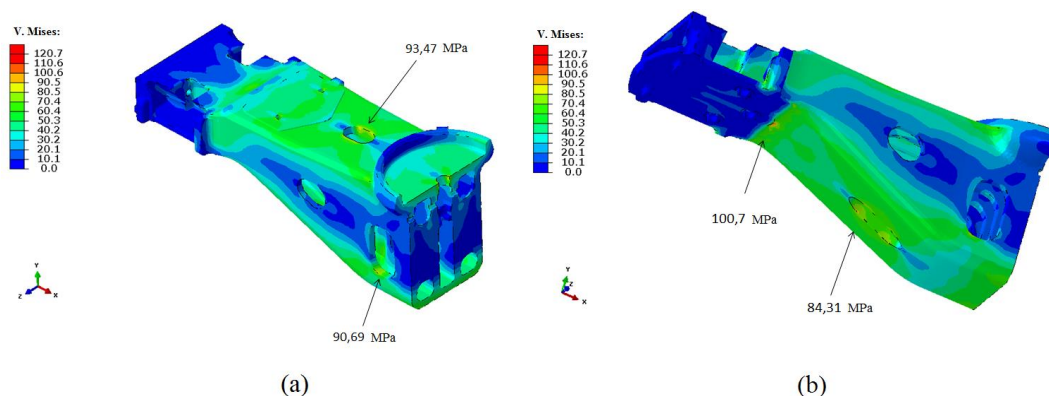 V. Mises:
120.7
110.6
100.6
90.5
80.5
70.4
60.4
50.3
40.2
30.2
20.1
10.1
0.0
93,47 MPa
90,69 MPa
Y
Z
X
(a)
V. Mises:
120.7
110.6
100.6
90.5
80.5
70.4
60.4
50.3
40.2
30.2
20.1
10.1
0.0
100,7 MPa
84,31 MPa
Y
Z
X
(b)